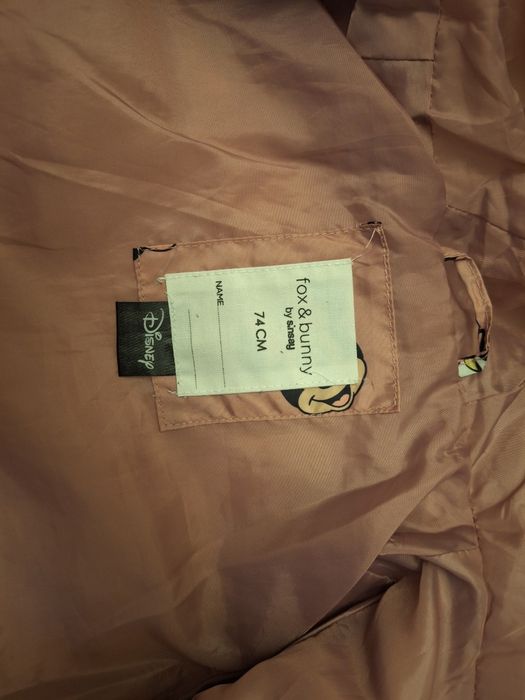 fox & bunny
by sinsay
74 CM
NAME
DISNEY